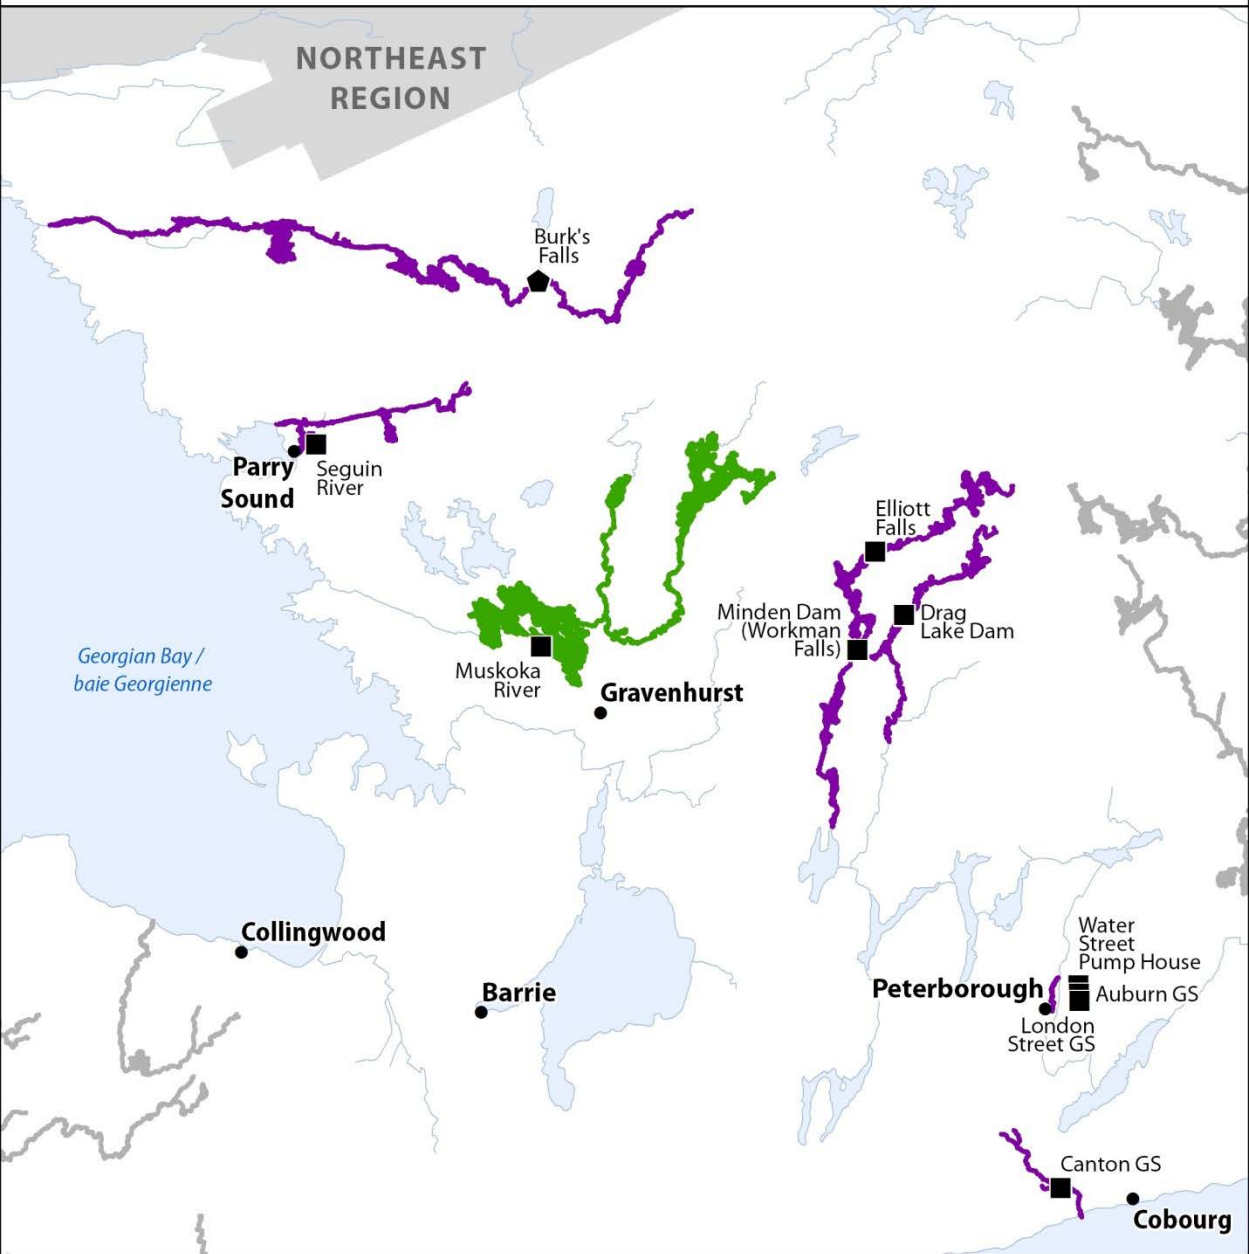 NORTHEAST
REGION
Burk's
Falls
Parry
Sound
Seguin
River
Elliott
Falls
Minden Dam
(Workman
Falls)
Drag
Lake Dam
Georgian Bay /
baie Georgienne
Muskoka
River
Gravenhurst
Collingwood
Barrie
Water
Street
Pump House
Peterborough
Auburn GS
London
Street GS
Canton GS
Cobourg